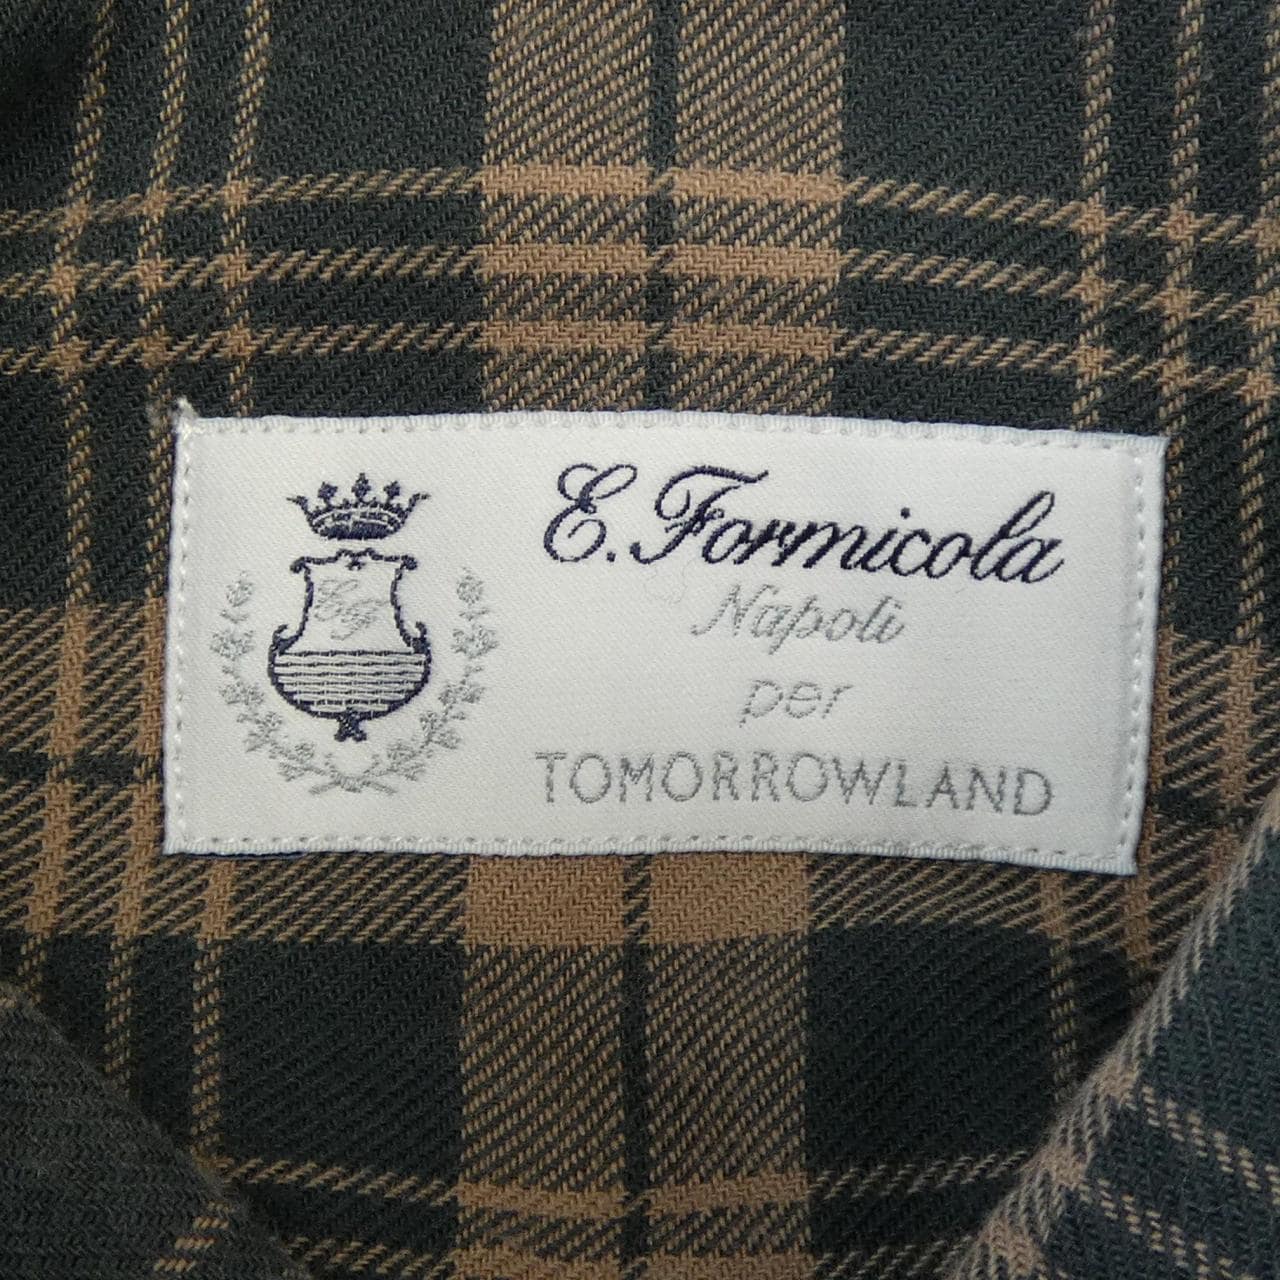 E. Formicola
Napoli
per
TOMORROWLAND